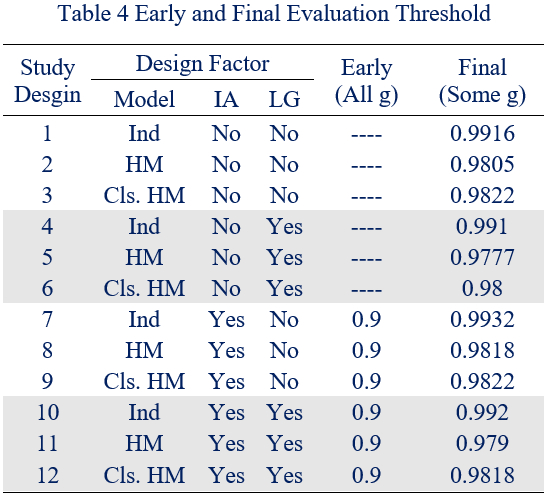 Table 4 Early and Final Evaluation Threshold
Study Desgin Design Factor Early (All g) Final (Some g)
Model IA LG
1 Ind No No ---- 0.9916
2 HM No No ---- 0.9805
3 Cls. HM No No ---- 0.9822
4 Ind No Yes ---- 0.991
5 HM No Yes ---- 0.9777
6 Cls. HM No Yes ---- 0.98
7 Ind Yes No 0.9 0.9932
8 HM Yes No 0.9 0.9818
9 Cls. HM Yes No 0.9 0.9822
10 Ind Yes Yes 0.9 0.992
11 HM Yes Yes 0.9 0.979
12 Cls. HM Yes Yes 0.9 0.9818